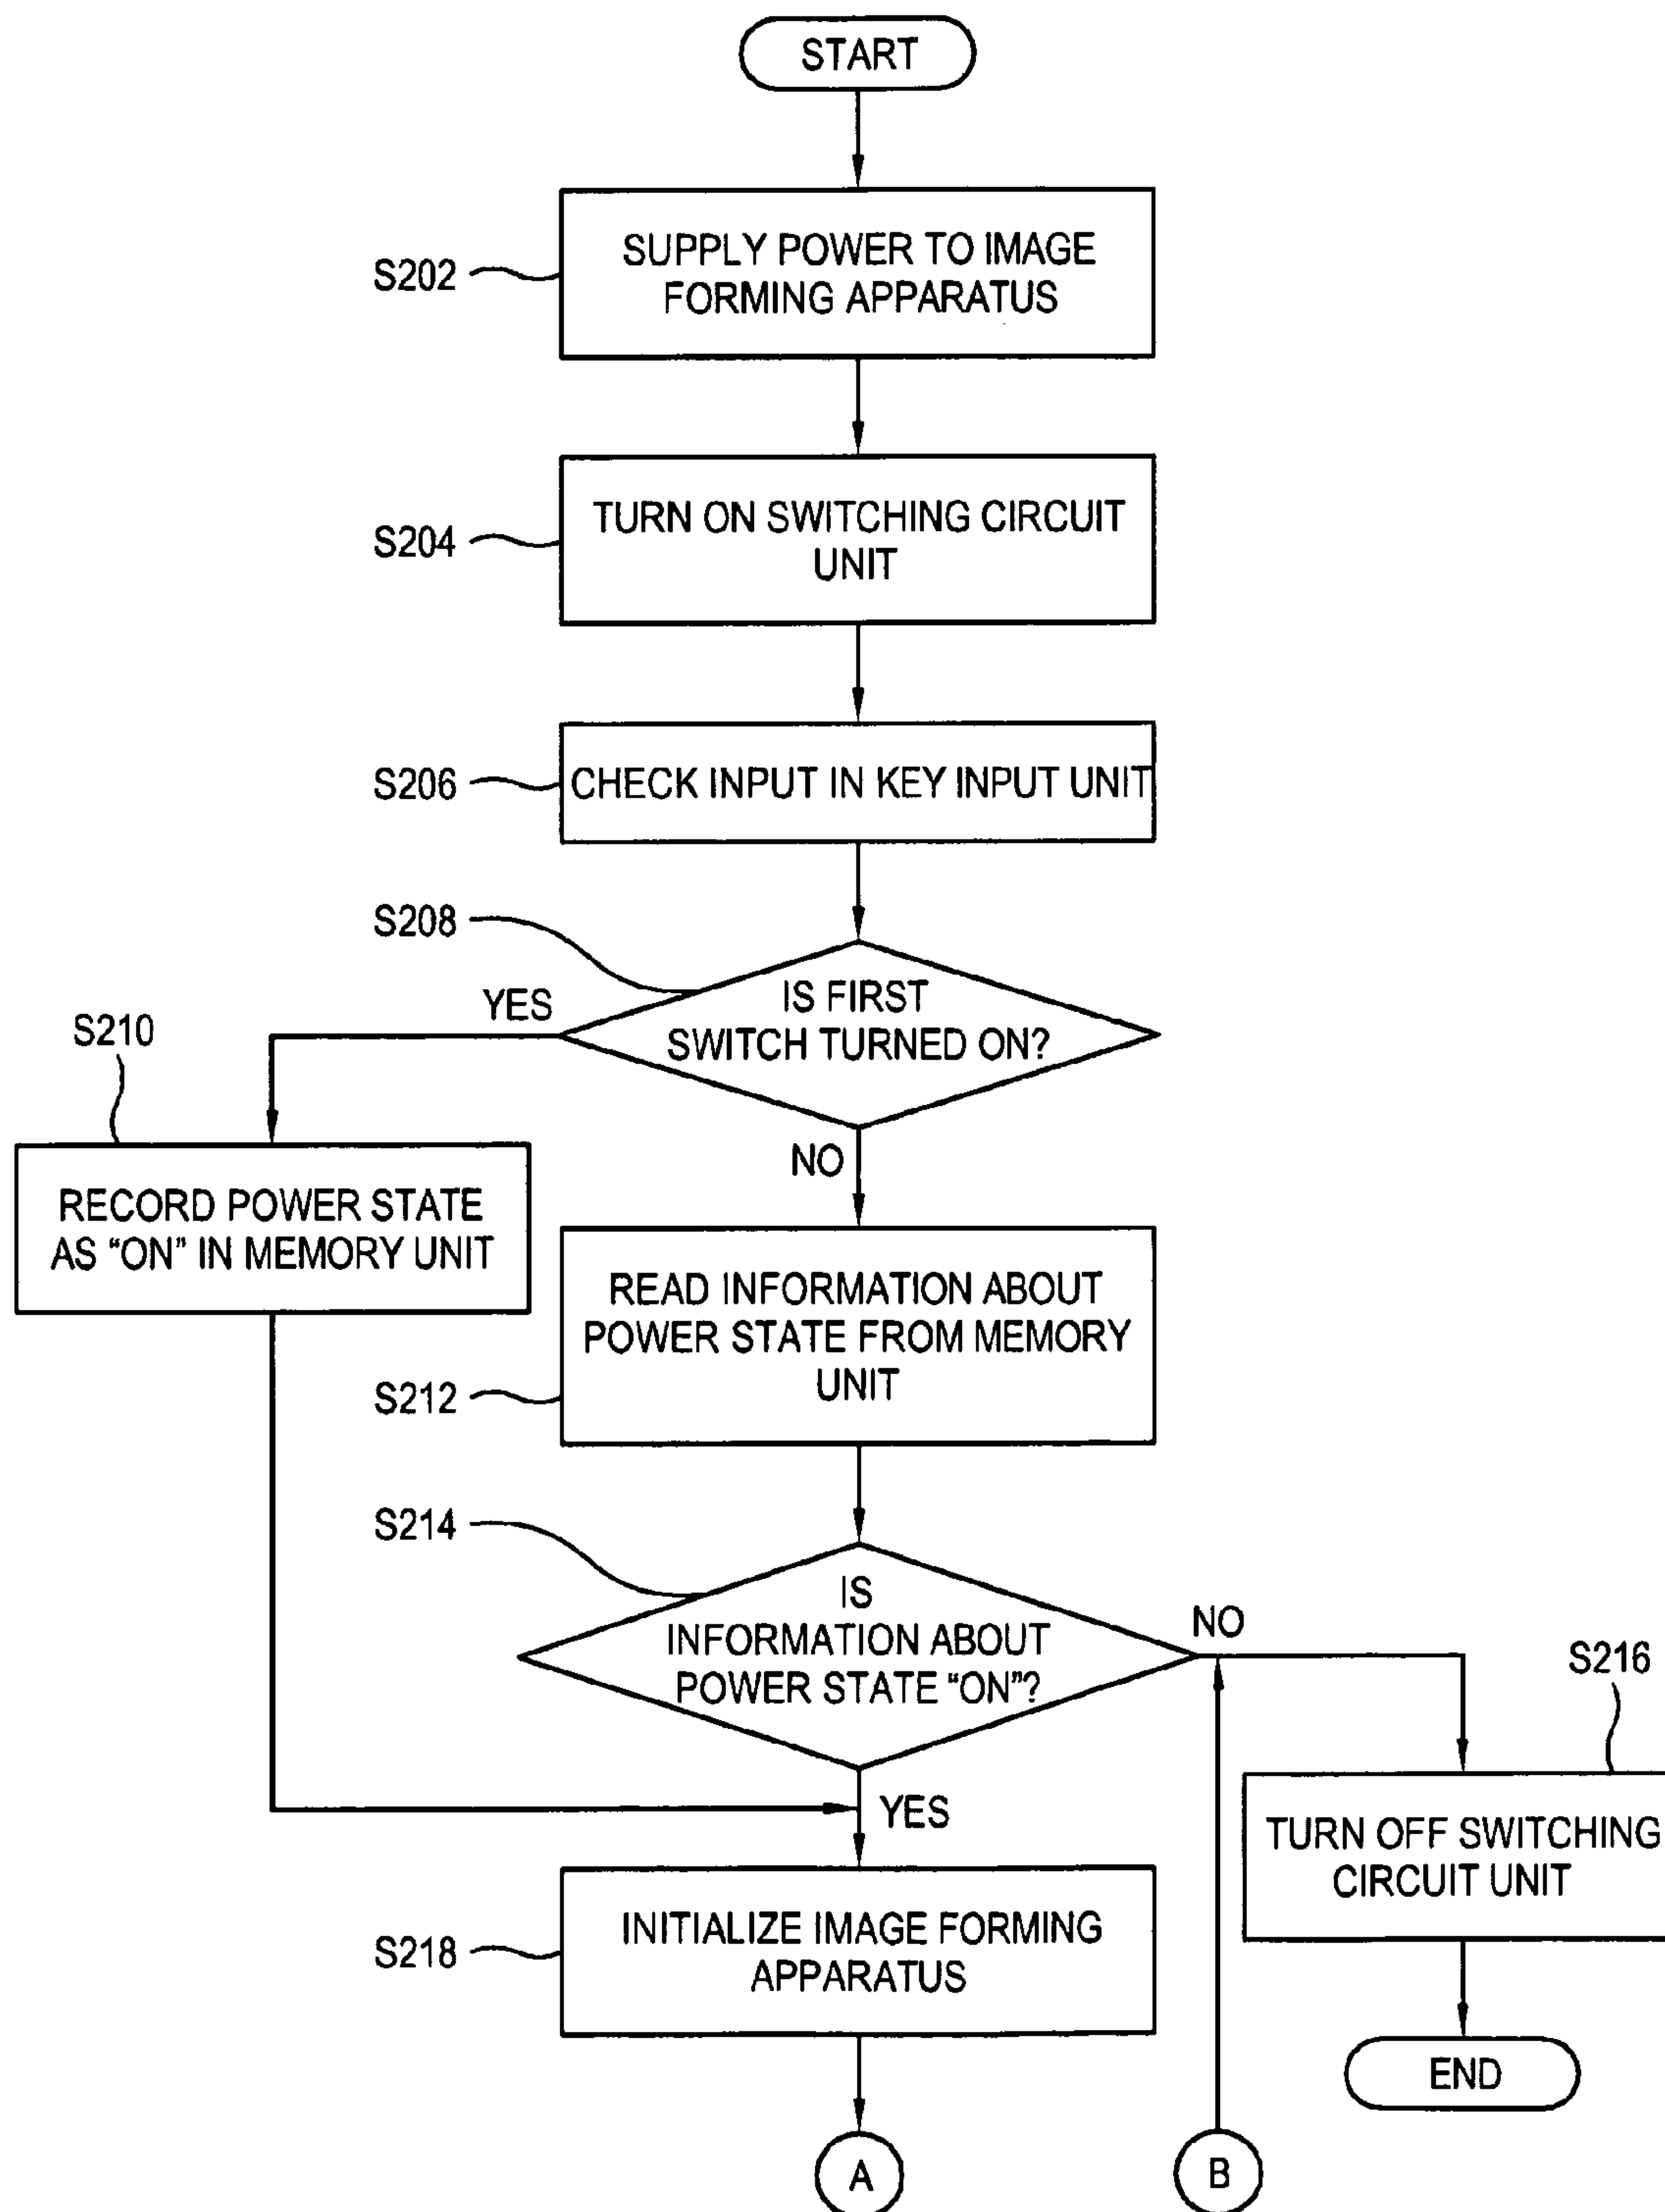 START
S202
SUPPLY POWER TO IMAGE
FORMING APPARATUS
S204
TURN ON SWITCHING CIRCUIT
UNIT
S206
CHECK INPUT IN KEY INPUT UNIT
S208
IS FIRST
SWITCH TURNED ON?
YES
S210
RECORD POWER STATE
AS “ON” IN MEMORY UNIT
NO
READ INFORMATION ABOUT
POWER STATE FROM MEMORY
UNIT
S212
S214
IS
INFORMATION ABOUT
POWER STATE “ON”?
NO
S216
YES
TURN OFF SWITCHING
CIRCUIT UNIT
S218
INITIALIZE IMAGE FORMING
APPARATUS
END
A
B